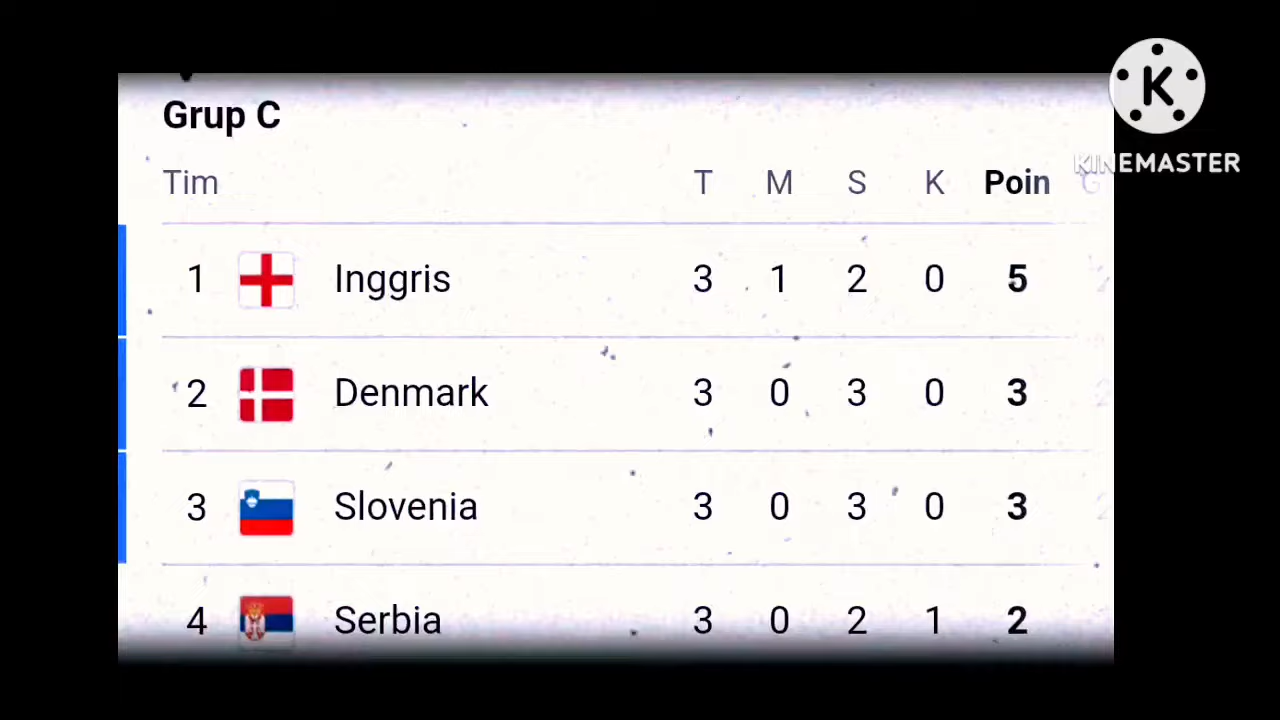 Grup C
Tim T M S K Poin G
1 Inggris 3 1 2 0 5
2 Denmark 3 0 3 0 3
3 Slovenia 3 0 3 0 3
4 Serbia 3 0 2 1 2
K
KINEMASTER